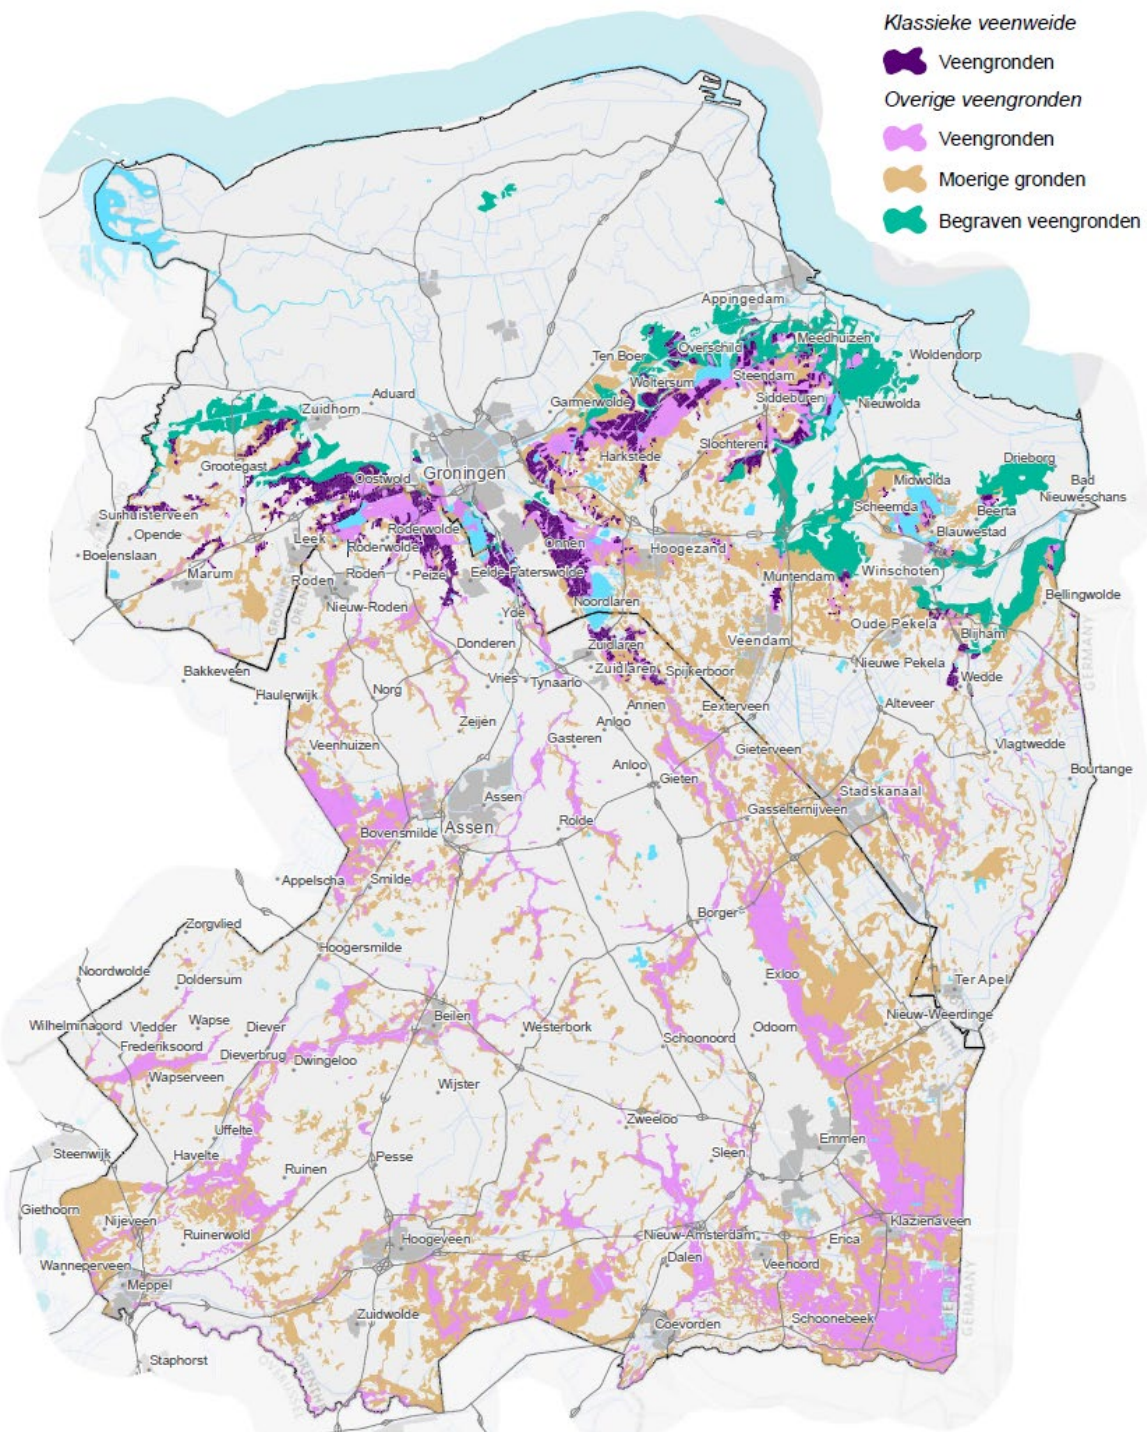 Klassieke veenweide
Veengronden
Overige veengronden
Veengronden
Moerige gronden
Begraven veengronden
Appingedam
Meedhuizen
Overschild
Ten Boer
Woldendorp
Steendam
Woltersum
Aduard
Siddeburen
Garmerwolde
Nieuwolda
Zuidhorn
Slochteren
Harkstede
Drieborg
Grootegast
Groningen
Oostwold
Midwolda
Bad
Nieuweschans
Scheemda
Beerta
Surhuisterveen
Opende
Roderwolde
Blauwestad
Leek
Onnen
Roderwolde
Hoogezand
Boelenslaan
Winschoten
Marum
Roden
Roden
Peize
Eelde-Paterswolde
Muntendam
Bellingwolde
Nieuw-Roden
Noordlaren
Yde
Oude Pekela
Blijham
Donderen
Zuidlaren
Veendam
GERMANY
Bakkeveen
Zuidlaren
Spijkerboor
Nieuwe Pekela
Wedde
Haulerwijk
Norg
Vries
Tynaarlo
Annen
Eexterveen
Alteveer
Zeijen
Anloo
Gasteren
Veenhuizen
Gieterveen
Vlagtwedde
Anloo
Gieten
Bourtange
Assen
Stadskanaal
Gasselternijveen
Bovensmilde
Assen
Rolde
Appelscha
Smilde
Borger
Zorgvlied
Hoogersmilde
Noordwolde
Doldersum
Exloo
Ter Apel
Wilhelminaoord
Vledder
Wapse
Diever
Beilen
Westerbork
Odoorn
Nieuw-Weerdinge
Frederiksoord
Dieverbrug
Dwingeloo
Schoonoord
Wapserveen
Wijster
Zweeloo
Uffelte
Emmen
Steenwijk
Havelte
Pesse
Sleen
Ruinen
Giethoorn
Nijeveen
Klazienaveen
Ruinerwold
Hoogeveen
Nieuw-Amsterdam
Erica
Wanneperveen
Dalen
Veenoord
Meppel
GERMANY
Zuidwolde
Schoonebeek
Coevorden
Staphorst